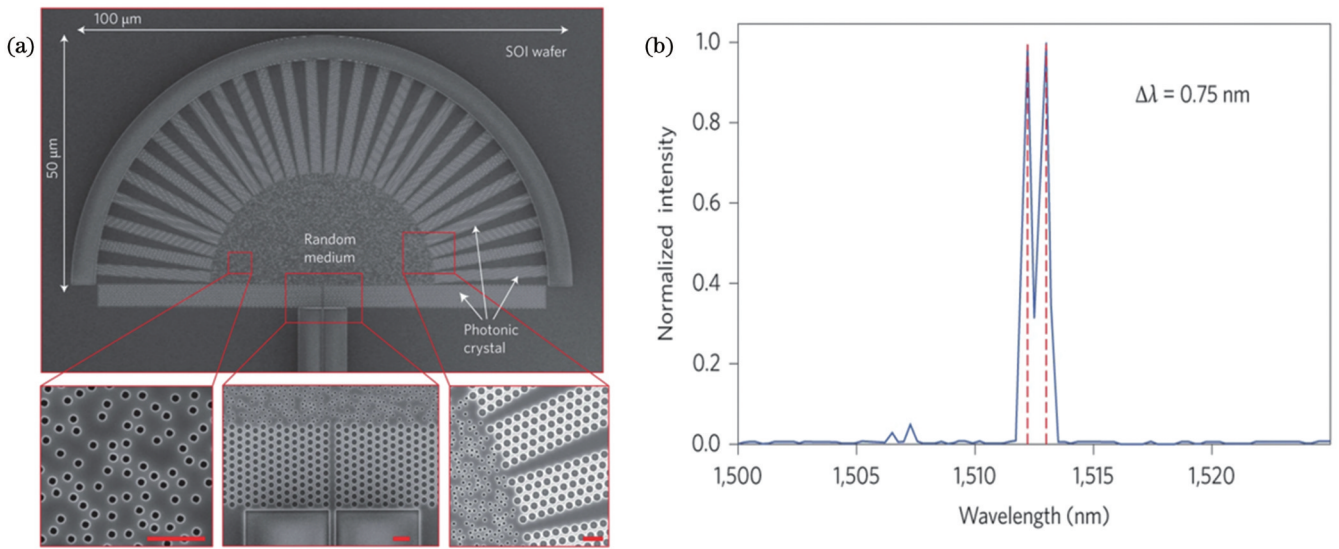 (a)
100 μm
SOI wafer
50 μm
Random
medium
Photonic
crystal
(b)
Normalized intensity
1.0
0.8
0.6
0.4
0.2
0.0
Δλ = 0.75 nm
1,500
1,505
1,510
1,515
1,520
Wavelength (nm)